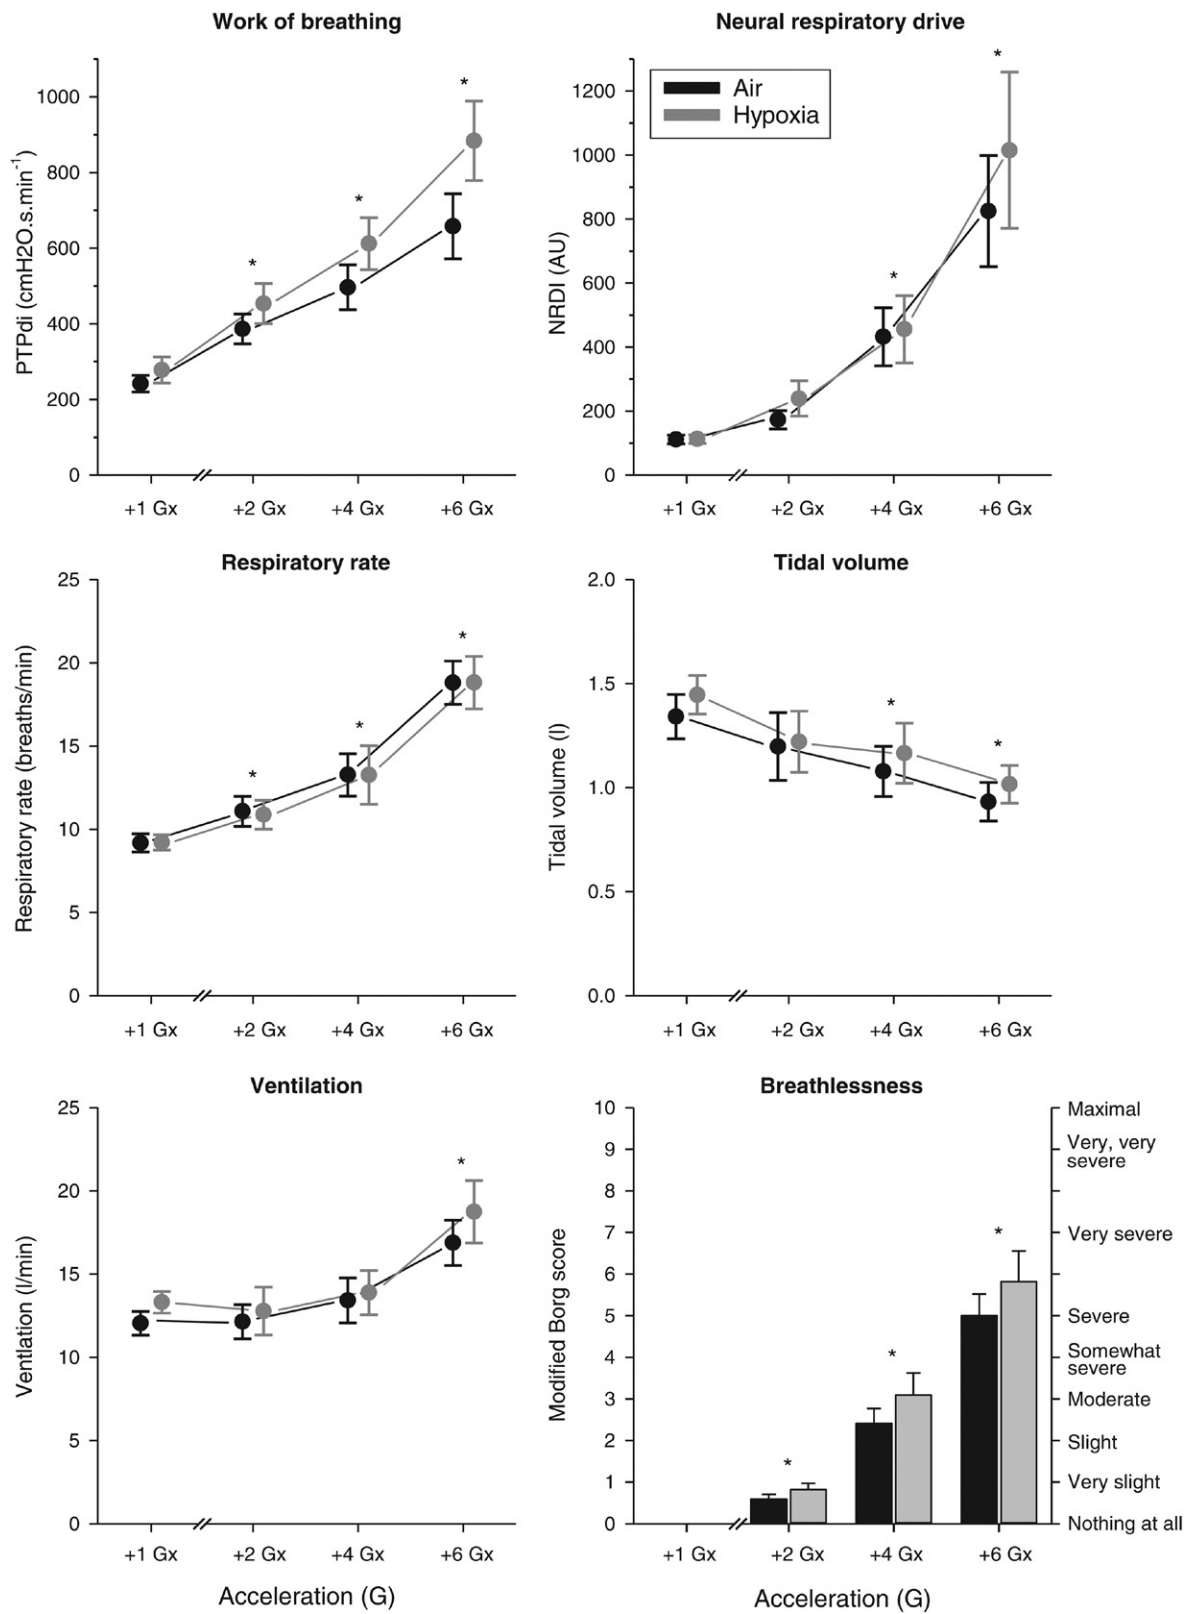 Work of breathing
PTPdi (cmH2O.s.min⁻¹)
1000
800
600
400
200
0
+1 Gx +2 Gx +4 Gx +6 Gx
*
*
*
Neural respiratory drive
Air
Hypoxia
NRDI (AU)
1200
1000
800
600
400
200
0
+1 Gx +2 Gx +4 Gx +6 Gx
*
*
Respiratory rate
Respiratory rate (breaths/min)
25
20
15
10
5
0
+1 Gx +2 Gx +4 Gx +6 Gx
*
*
*
Tidal volume
Tidal volume (l)
2.0
1.5
1.0
0.5
0.0
+1 Gx +2 Gx +4 Gx +6 Gx
*
*
Ventilation
Ventlation (l/min)
25
20
15
10
5
0
+1 Gx +2 Gx +4 Gx +6 Gx
*
Acceleration (G)
Breathlessness
Modified Borg score
10
9
8
7
6
5
4
3
2
1
0
Maximal
Very, very
severe
Very severe
Severe
Somewhat
severe
Moderate
Slight
Very slight
Nothing at all
+1 Gx +2 Gx +4 Gx +6 Gx
*
*
*
Acceleration (G)